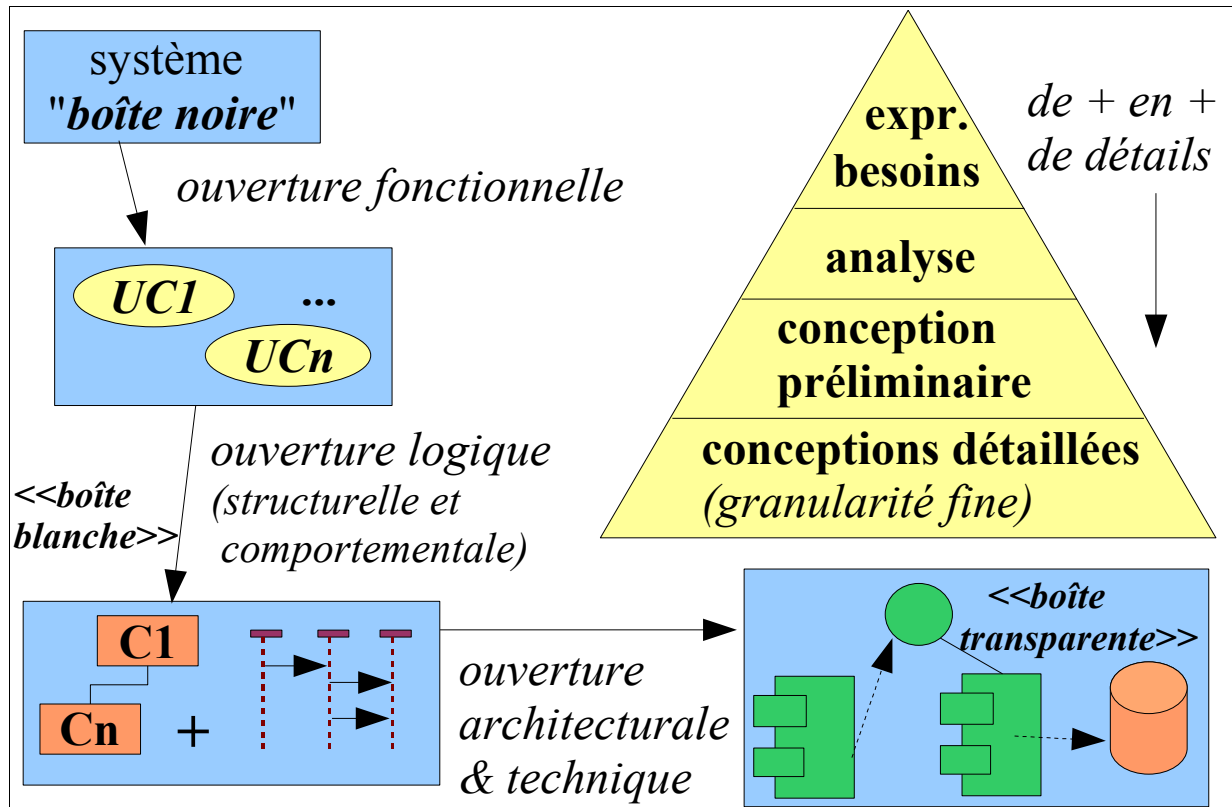 système
"boîte noire"
ouverture fonctionnelle
UC1
...
UCn
ouverture logique
(structurelle et
comportementale)
<<boîte
blanche>>
C1
Cn
+
ouverture
architecturale
& technique
<<boîte
transparente>>
expr.
besoins
analyse
conception
préliminaire
conceptions détaillées
(granularité fine)
de + en +
de détails